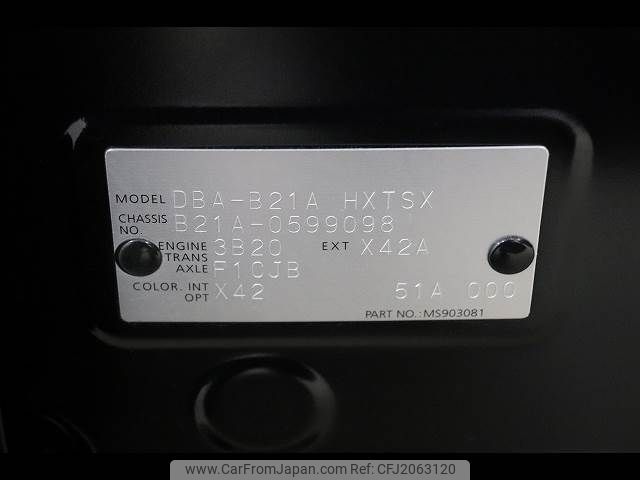 MODEL DBA-B21A HXTSX
CHASSIS NO. B21A-0599098
ENGINE 3B20 EXT X42A
TRANS AXLE F1CJB
COLOR. INT OPT X42 51A 000
PART NO.:MS903081
www.CarFromJapan.com | CFJ2063120